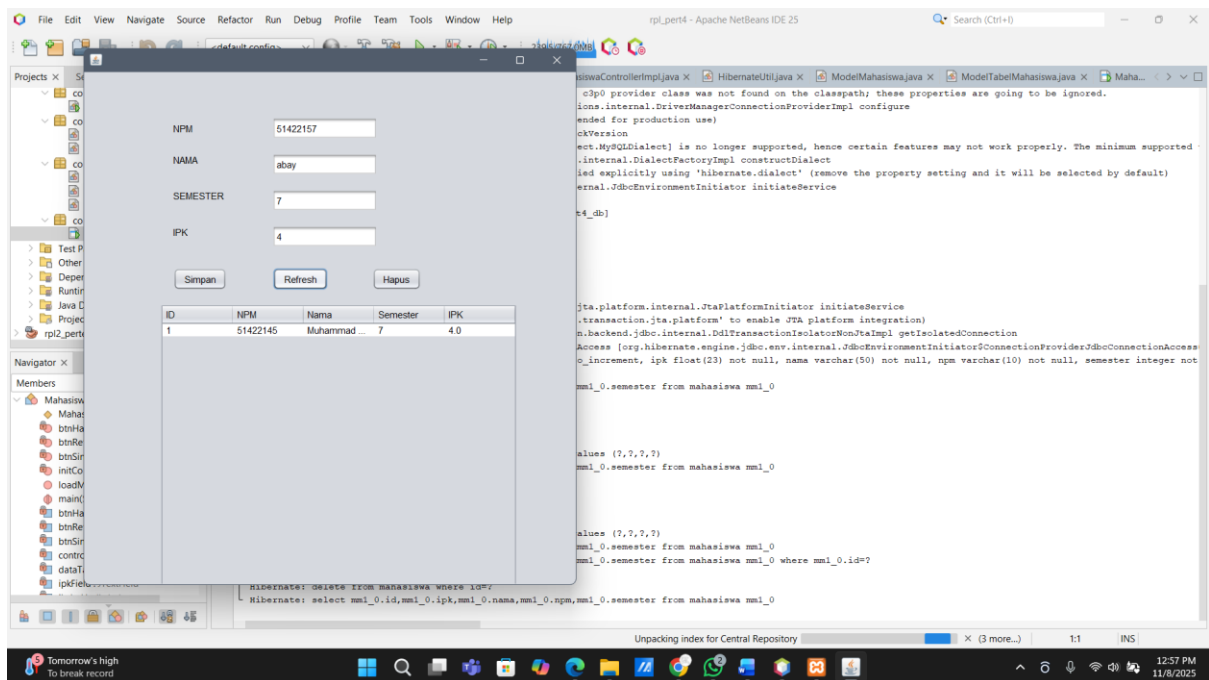 File Edit View Navigate Source Refactor Run Debug Profile Team Tools Window Help
rpl_pert4 - Apache NetBeans IDE 25
Search (Ctrl+I)
Projects
asiswaControllerImpl.java HibernateUtil.java ModelMahasiswa.java ModelTabelMahasiswa.java Maha...
co
co
co
co
Test P
Other
Deper
Runtir
Java D
Projec
rpl2_perte
Navigator
Members
Mahasisw
Mahas
btnHa
btnRe
btnSir
initCo
loadM
main(
btnHa
btnRe
btnSir
contro
dataT
ipkFiel
NPM 51422157
NAMA abay
SEMESTER 7
IPK 4
Simpan Refresh Hapus
ID NPM Nama Semester IPK
1 51422145 Muhammad ... 7 4.0
c3p0 provider class was not found on the classpath; these properties are going to be ignored.
ions.internal.DriverManagerConnectionProviderImpl configure
ended for production use)
ckVersion
ect.MySQLDialect] is no longer supported, hence certain features may not work properly. The minimum supported
.internal.DialectFactoryImpl constructDialect
ied explicitly using 'hibernate.dialect' (remove the property setting and it will be selected by default)
ernal.JdbcEnvironmentInitiator initiateService
t4_db]
jta.platform.internal.JtaPlatformInitiator initiateService
.transaction.jta.platform' to enable JTA platform integration)
n.backend.jdbc.internal.DdlTransactionIsolatorNonJtaImpl getIsolatedConnection
Access [org.hibernate.engine.jdbc.env.internal.JdbcEnvironmentInitiator$ConnectionProviderJdbcConnectionAccess
o_increment, ipk float(23) not null, nama varchar(50) not null, npm varchar(10) not null, semester integer not
mm1_0.semester from mahasiswa mm1_0
alues (?,?,?,?)
mm1_0.semester from mahasiswa mm1_0
alues (?,?,?,?)
mm1_0.semester from mahasiswa mm1_0
mm1_0.semester from mahasiswa mm1_0 where mm1_0.id=?
Hibernate: delete from mahasiswa where id=?
Hibernate: select mm1_0.id,mm1_0.ipk,mm1_0.nama,mm1_0.npm,mm1_0.semester from mahasiswa mm1_0
Unpacking index for Central Repository (3 more...) 1:1 INS
5 Tomorrow's high
To break record
2
12:57 PM
11/8/2025